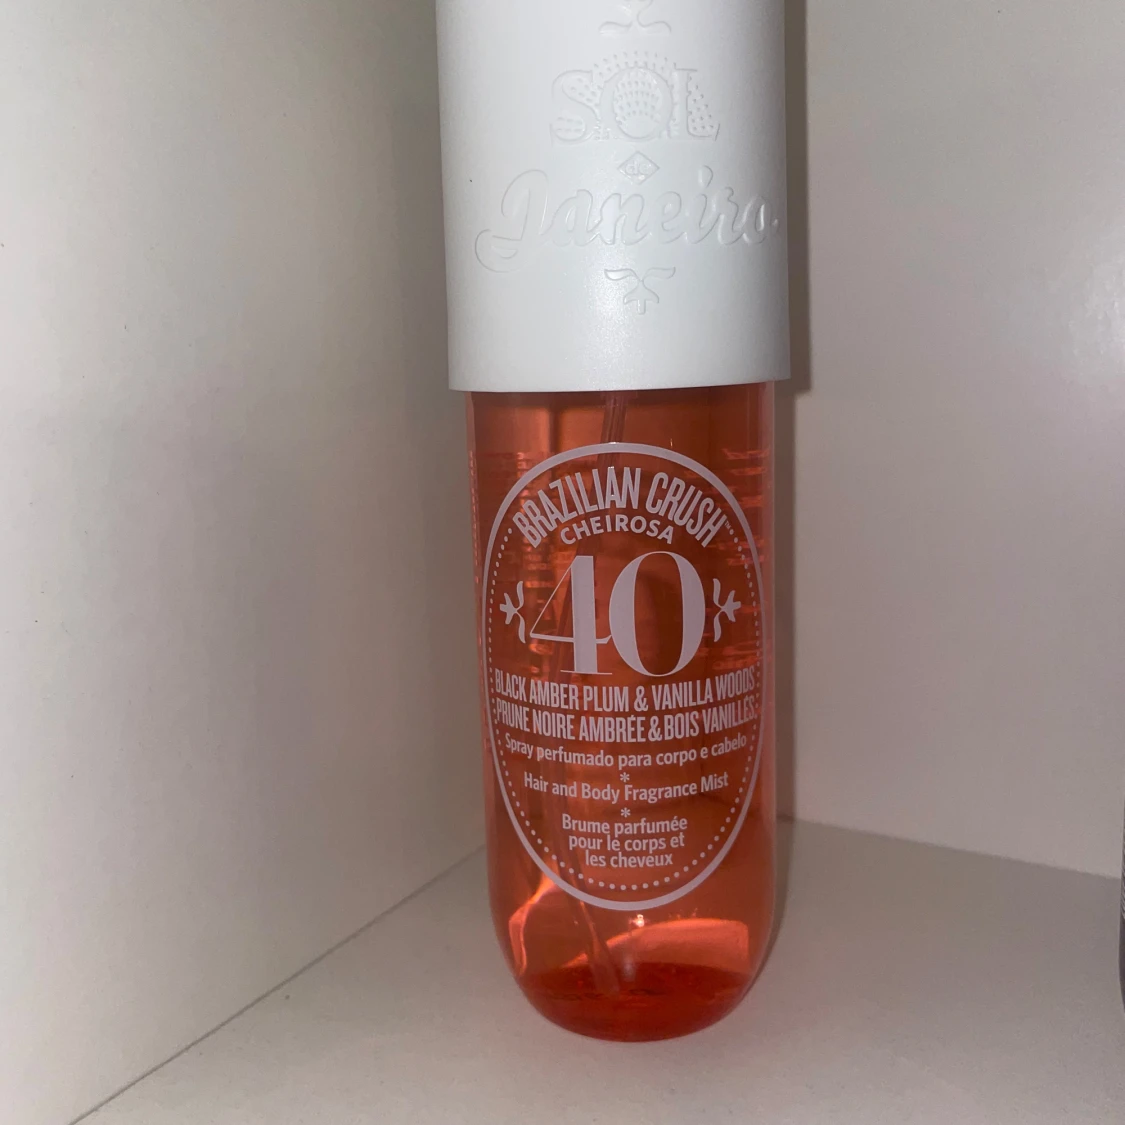 SOL
de
Janeiro
BRAZILIAN CRUSH™
CHEIROSA
40
BLACK AMBER PLUM & VANILLA WOODS
PRUNE NOIRE AMBRÉE & BOIS VANILLÉS
Spray perfumado para corpo e cabelo
*
Hair and Body Fragrance Mist
*
Brume parfumée
pour le corps et
les cheveux